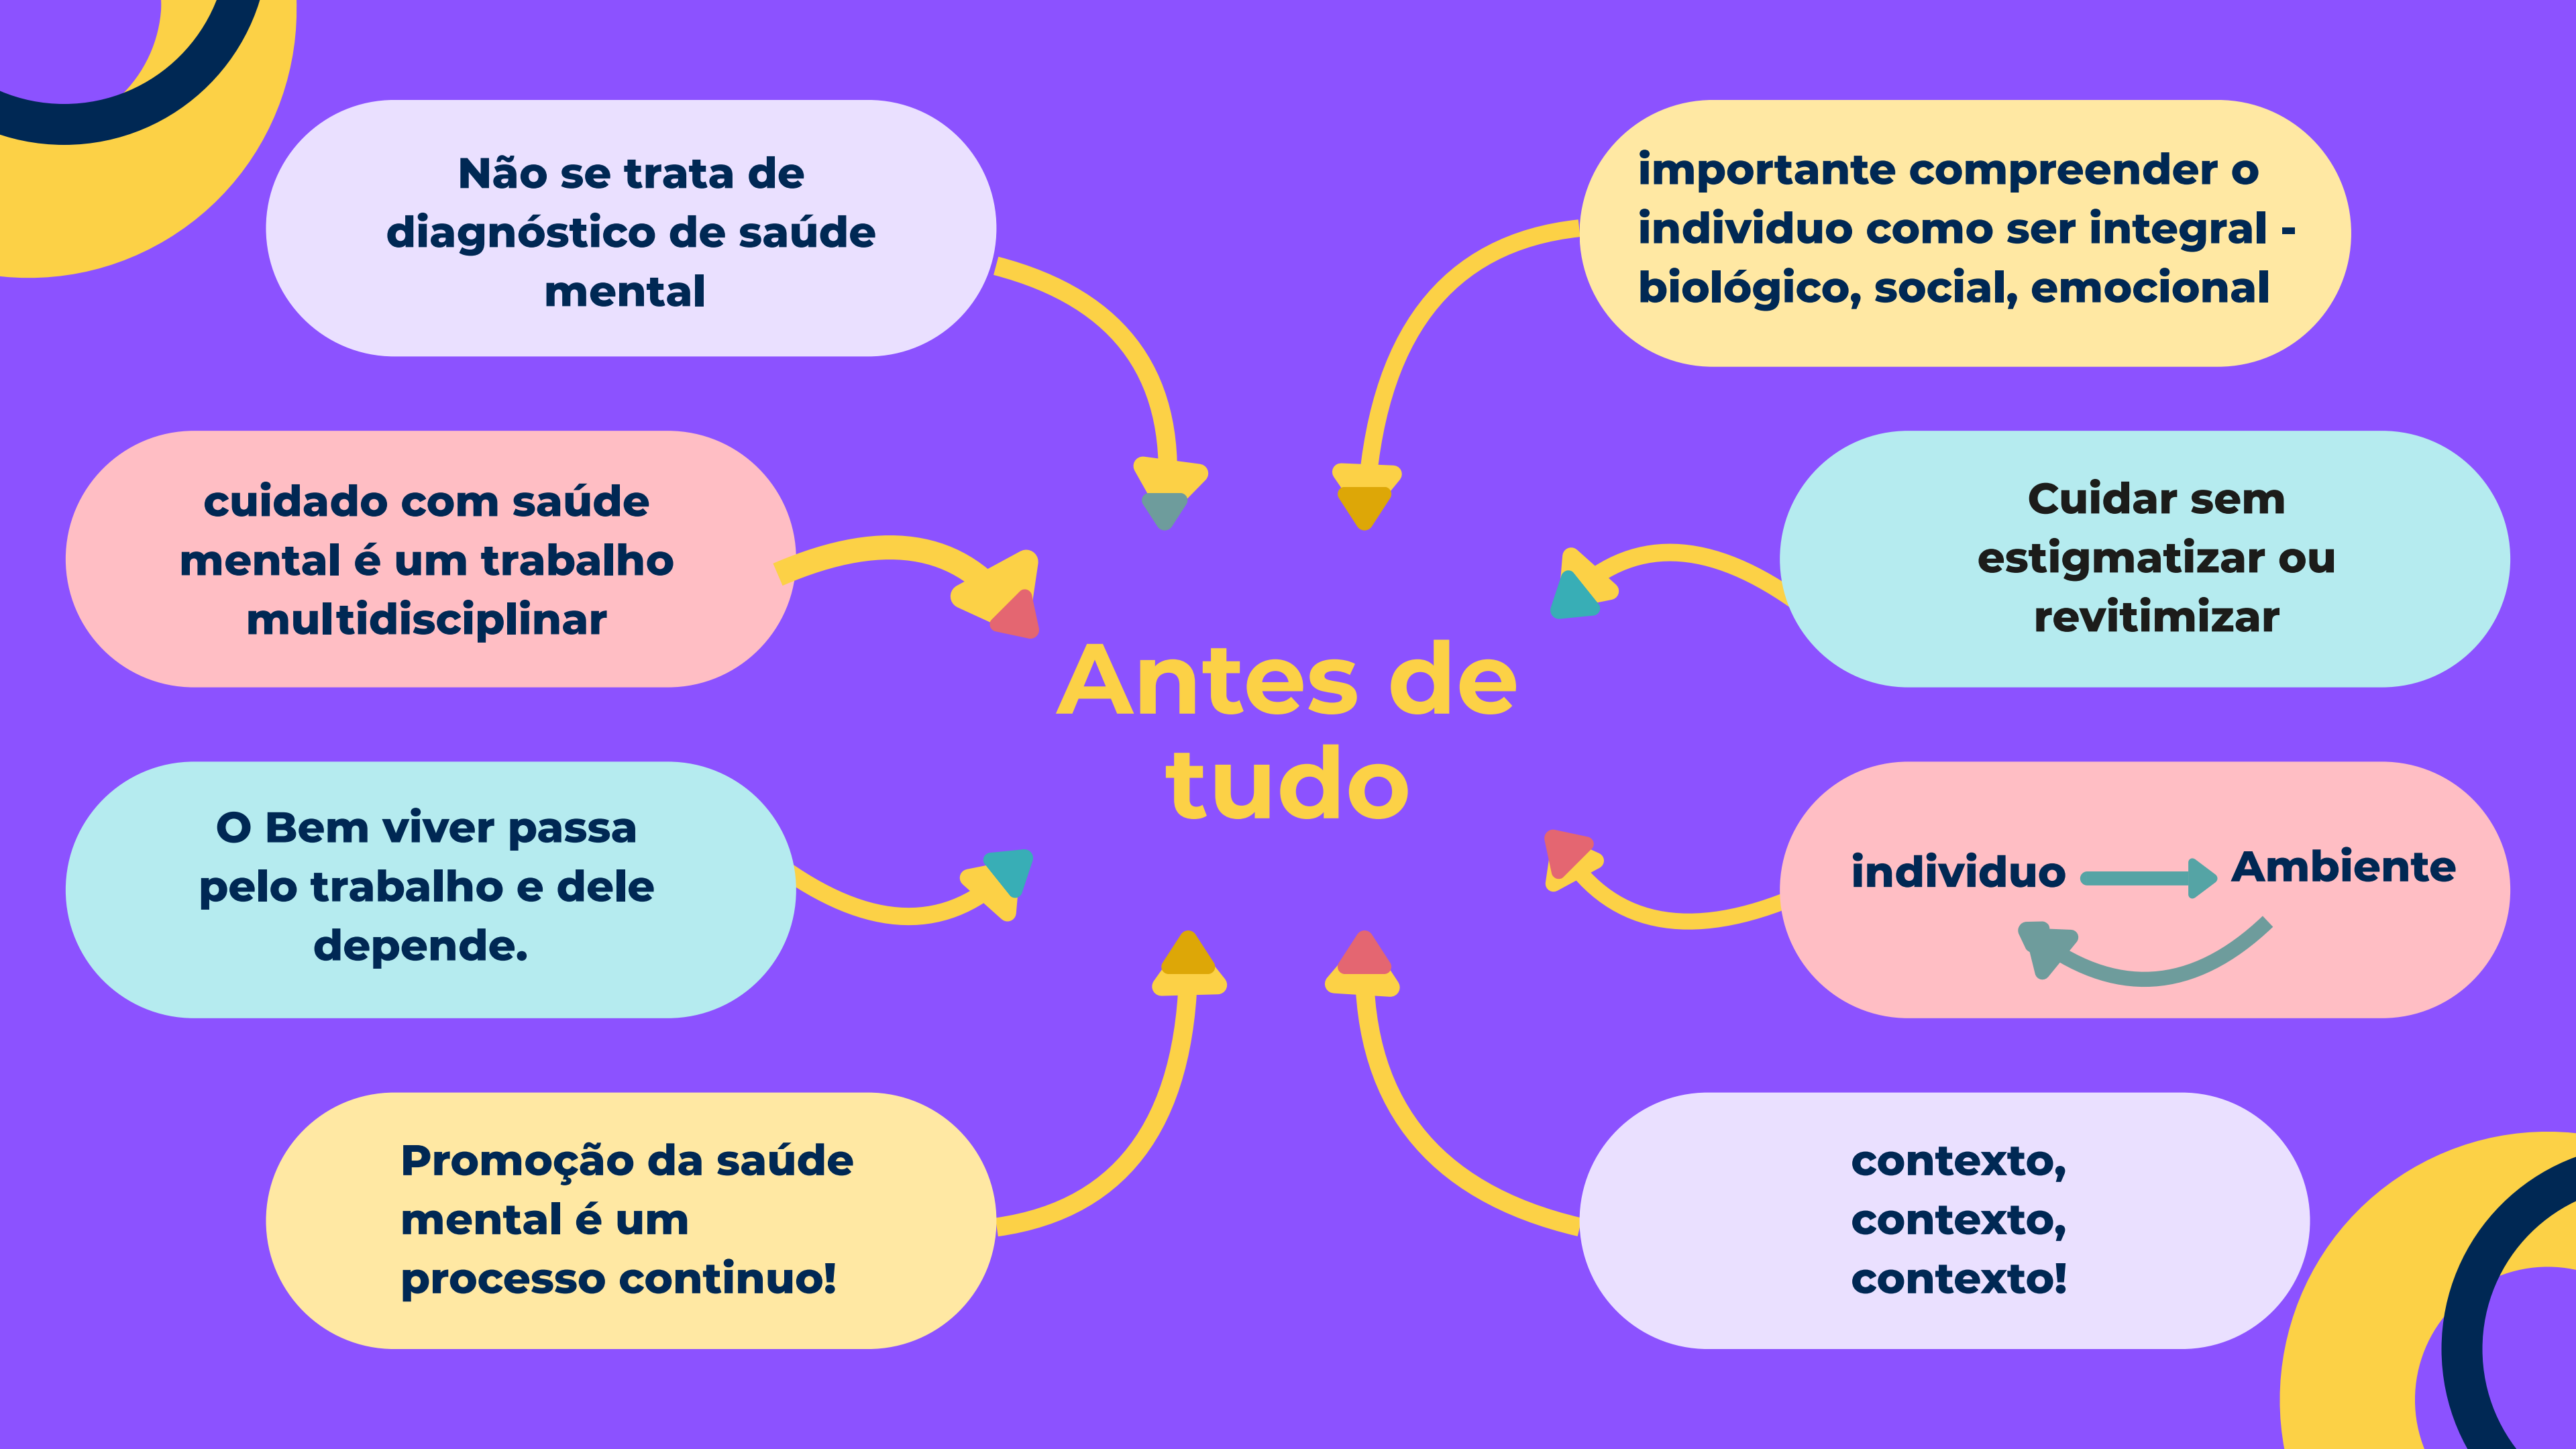 Não se trata de
diagnóstico de saúde
mental
importante compreender o
individuo como ser integral -
biológico, social, emocional
cuidado com saúde
mental é um trabalho
multidisciplinar
Cuidar sem
estigmatizar ou
revitimizar
Antes de
tudo
O Bem viver passa
pelo trabalho e dele
depende.
individuo
Ambiente
Promoção da saúde
mental é um
processo continuo!
contexto,
contexto,
contexto!